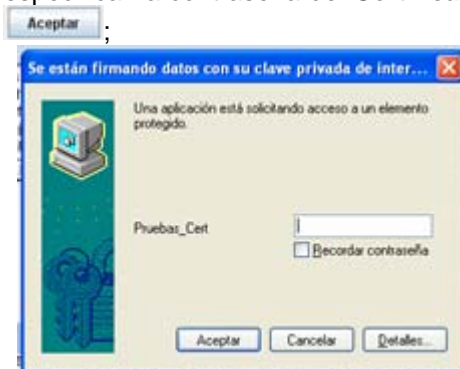 Aceptar ;
Se están firmando datos con su clave privada de inter...
Una aplicación está solicitando acceso a un elemento
protegido.
Pruebas_Cert
Recordar contraseña
Aceptar Cancelar Detalles...